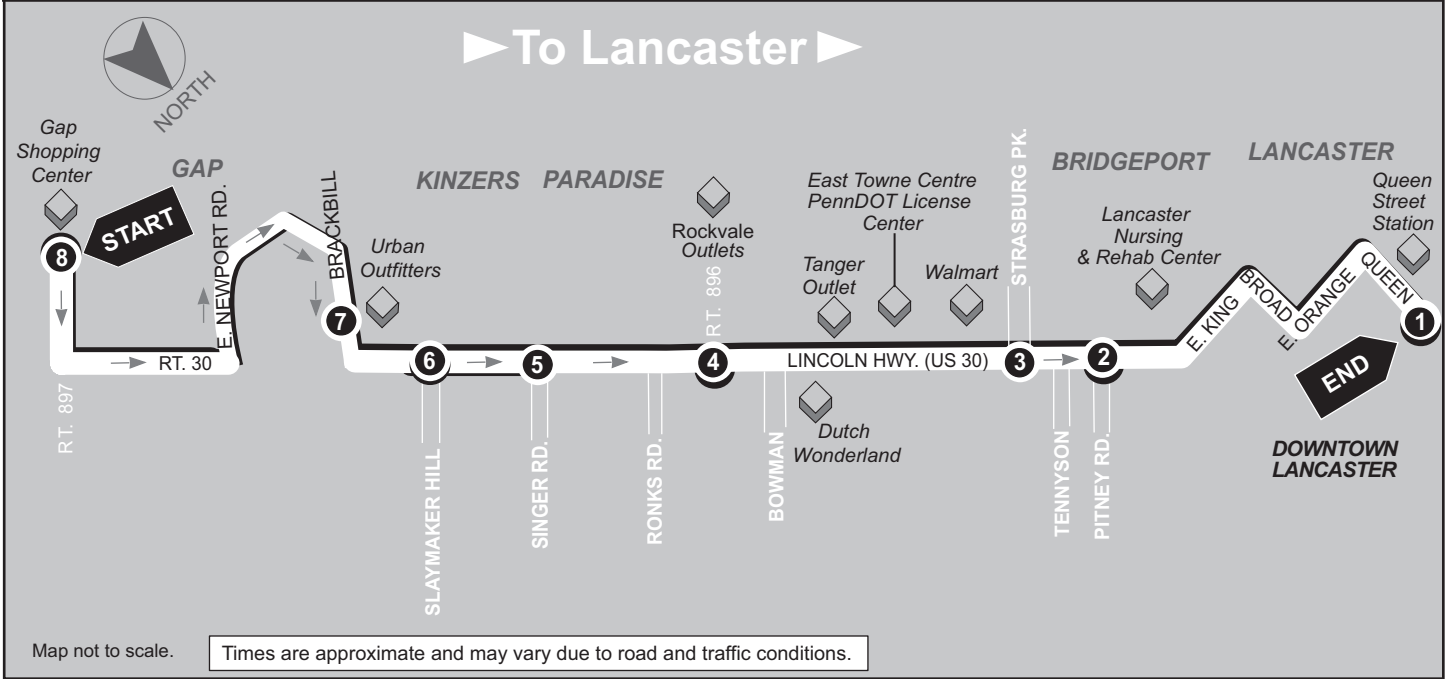 To Lancaster
NORTH
Gap
Shopping
Center
GAP
START
8
RT. 897
RT. 30
E. NEWPORT RD.
BRACKBILL
7
Urban
Outfitters
KINZERS
PARADISE
6
SLAYMAKER HILL
5
SINGER RD.
RONKS RD.
Rockvale
Outlets
RT. 896
4
BOWMAN
Tanger
Outlet
East Towne Centre
PennDOT License
Center
Walmart
LINCOLN HWY. (US 30)
Dutch
Wonderland
STRASBURG PK.
3
TENNYSON
2
PITNEY RD.
BRIDGEPORT
Lancaster
Nursing
& Rehab Center
E. KING
BROAD
E. ORANGE
QUEEN
LANCASTER
Queen
Street
Station
1
END
DOWNTOWN
LANCASTER
Map not to scale.
Times are approximate and may vary due to road and traffic conditions.